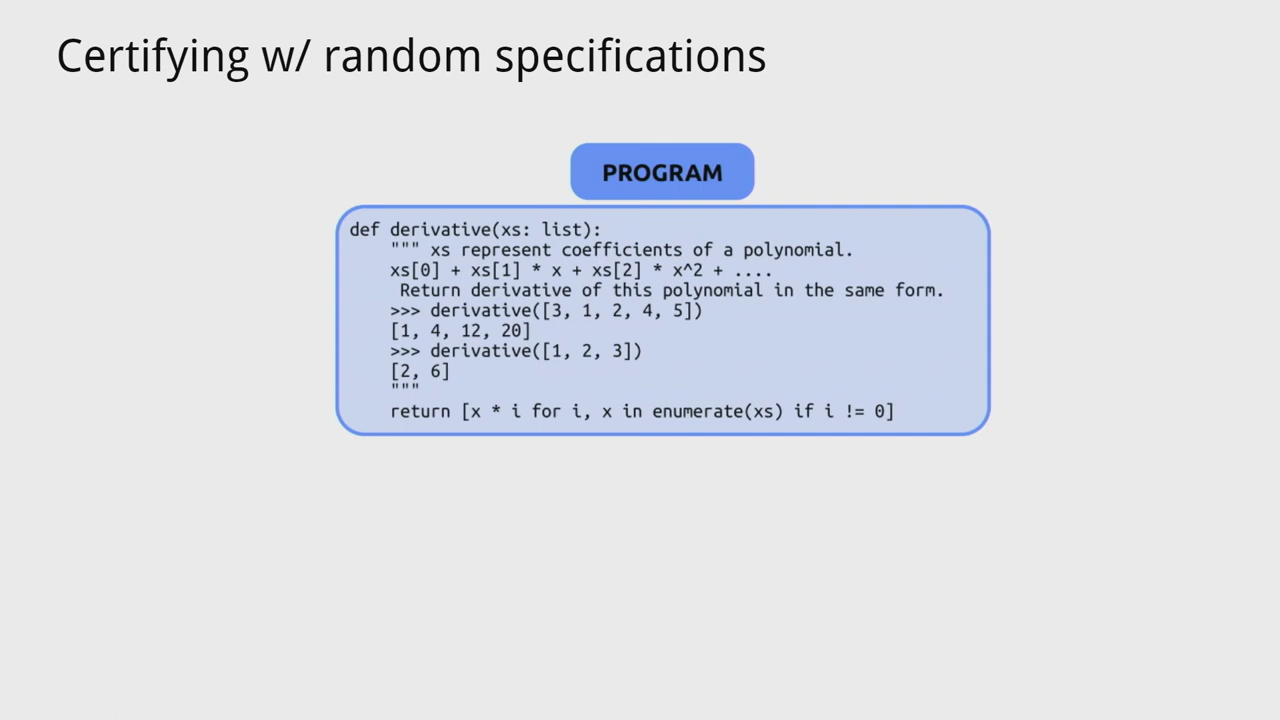 Certifying w/ random specifications
PROGRAM
def derivative(xs: list):
""" xs represent coefficients of a polynomial.
xs[0] + xs[1] * x + xs[2] * x^2 + ....
Return derivative of this polynomial in the same form.
>>> derivative([3, 1, 2, 4, 5])
[1, 4, 12, 20]
>>> derivative([1, 2, 3])
[2, 6]
"""
return [x * i for i, x in enumerate(xs) if i != 0]